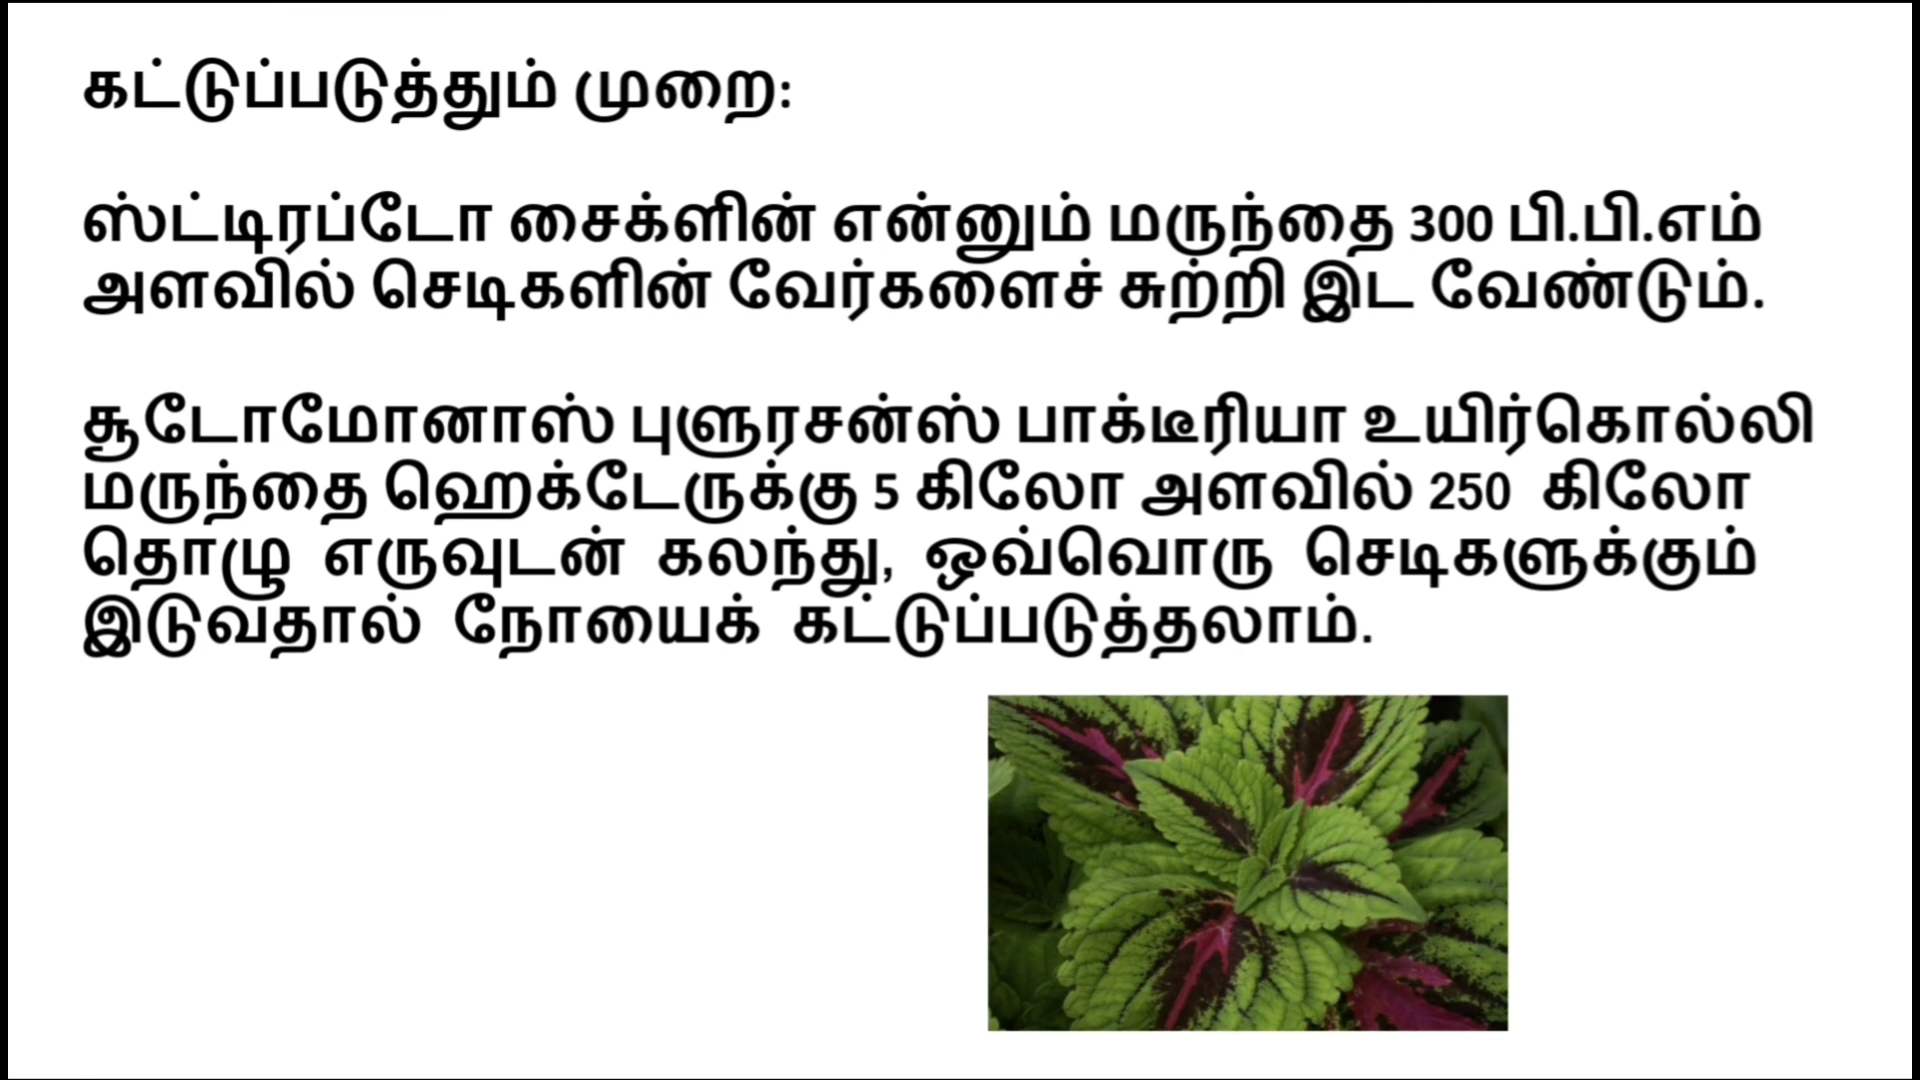 கட்டுப்படுத்தும் முறை:
ஸ்ட்டிரப்டோ சைக்ளின் என்னும் மருந்தை 300 பி.பி.எம்
அளவில் செடிகளின் வேர்களைச் சுற்றி இட வேண்டும்.
சூடோமோனாஸ் புளுரசன்ஸ் பாக்டீரியா உயிர்கொல்லி
மருந்தை ஹெக்டேருக்கு 5 கிலோ அளவில் 250 கிலோ
தொழு எருவுடன் கலந்து, ஒவ்வொரு செடிகளுக்கும்
இடுவதால் நோயைக் கட்டுப்படுத்தலாம்.